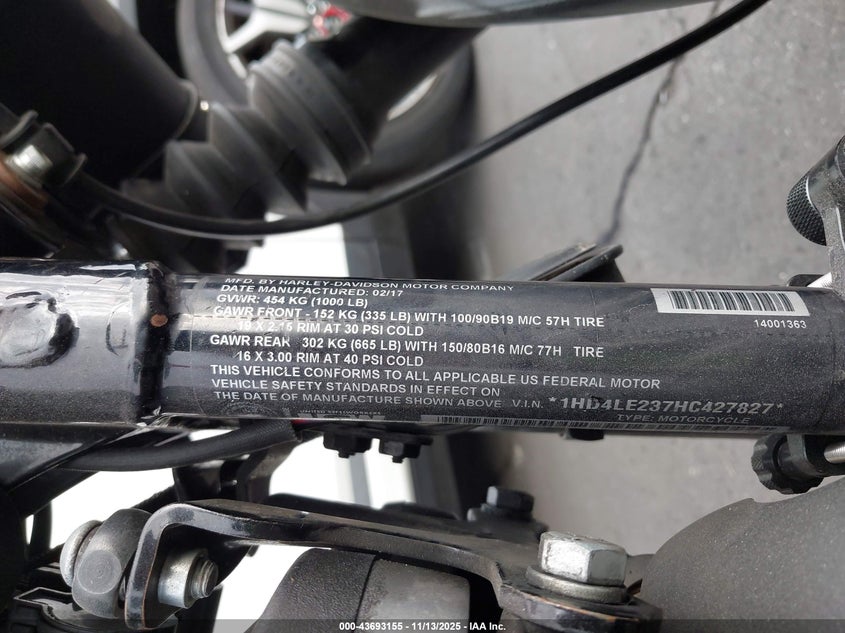 MFD. BY HARLEY-DAVIDSON MOTOR COMPANY
DATE MANUFACTURED: 02/17
GVWR: 454 KG (1000 LB)
GAWR FRONT - 152 KG (335 LB) WITH 100/90B19 M/C 57H TIRE
19 X 2.15 RIM AT 30 PSI COLD
GAWR REAR 302 KG (665 LB) WITH 150/80B16 M/C 77H TIRE
16 X 3.00 RIM AT 40 PSI COLD
THIS VEHICLE CONFORMS TO ALL APPLICABLE US FEDERAL MOTOR
VEHICLE SAFETY STANDARDS IN EFFECT ON
THE DATE OF MANUFACTURE SHOWN ABOVE V.I.N. *1HD4LE237HC427827*
TYPE: MOTORCYCLE
14001363
UNITED STEELWORKERS
000-43693155 - 11/13/2025 - IAA Inc.